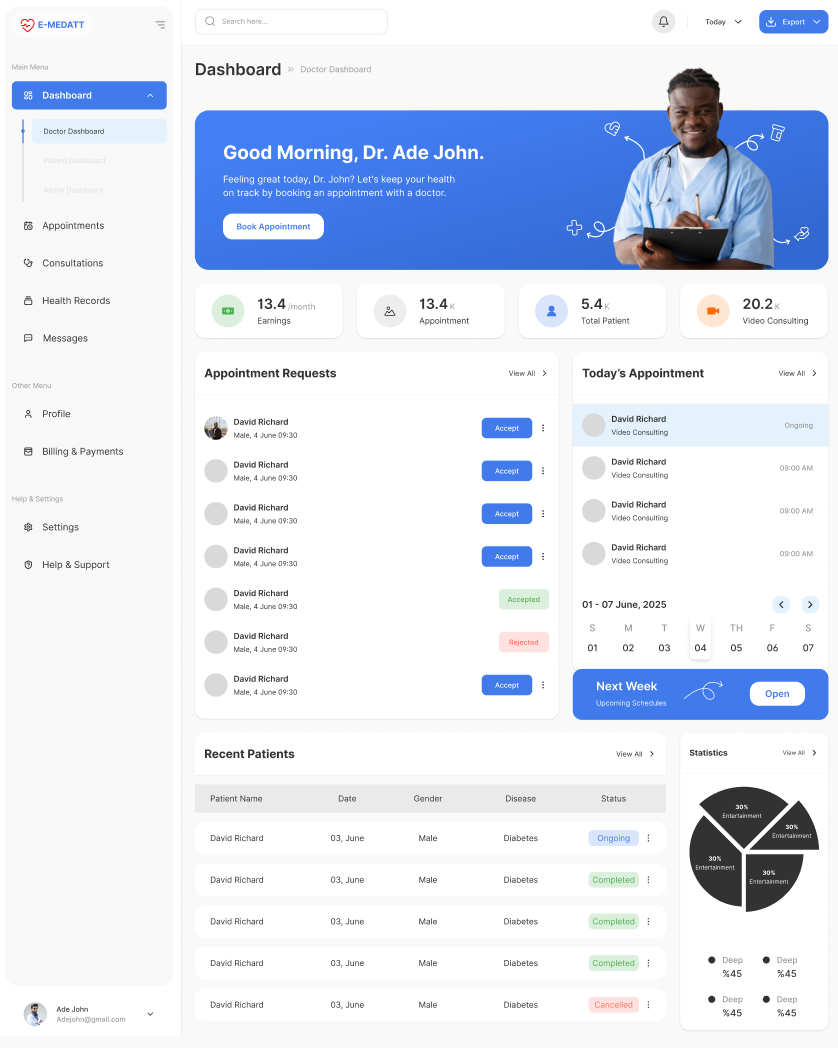 E-MEDATT
Search here...
Today
Export
Main Menu
Dashboard
Doctor Dashboard
Patient Dashboard
Admin Dashboard
Appointments
Consultations
Health Records
Messages
Other Menu
Profile
Billing & Payments
Help & Settings
Settings
Help & Support
Ade John
Adejohn@gmail.com
Dashboard » Doctor Dashboard
Good Morning, Dr. Ade John.
Feeling great today, Dr. John? Let's keep your health
on track by booking an appointment with a doctor.
Book Appointment
13.4 /month
Earnings
13.4 K
Appointment
5.4 K
Total Patient
20.2 K
Video Consulting
Appointment Requests
View All
David Richard
Male, 4 June 09:30
Accept
David Richard
Male, 4 June 09:30
Accept
David Richard
Male, 4 June 09:30
Accept
David Richard
Male, 4 June 09:30
Accept
David Richard
Male, 4 June 09:30
Accepted
David Richard
Male, 4 June 09:30
Rejected
David Richard
Male, 4 June 09:30
Accept
Today's Appointment
View All
David Richard
Video Consulting
Ongoing
David Richard
Video Consulting
09:00 AM
David Richard
Video Consulting
09:00 AM
David Richard
Video Consulting
09:00 AM
01 - 07 June, 2025
S M T W TH F S
01 02 03 04 05 06 07
Next Week
Upcoming Schedules
Open
Recent Patients
View All
Patient Name Date Gender Disease Status
David Richard 03, June Male Diabetes Ongoing
David Richard 03, June Male Diabetes Completed
David Richard 03, June Male Diabetes Completed
David Richard 03, June Male Diabetes Completed
David Richard 03, June Male Diabetes Cancelled
Statistics
View All
30%
Entertainment
30%
Entertainment
30%
Entertainment
30%
Entertainment
Deep Deep
%45 %45
Deep Deep
%45 %45